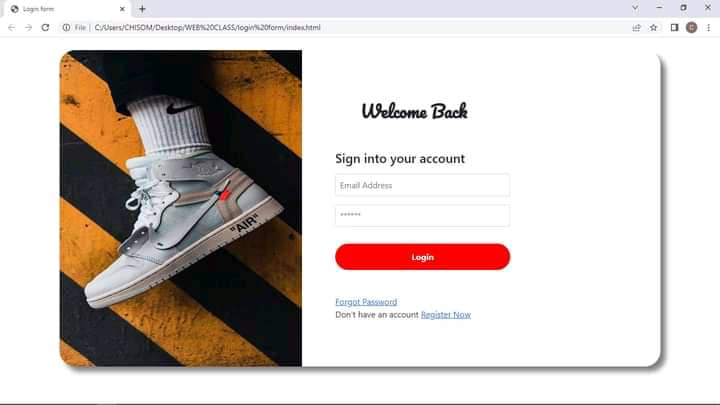 Login form
File
C:/Users/CHISOM/Desktop/WEB%20CLASS/login%20form/index.html
C
"AIR"
Welcome Back
Sign into your account
Email Address
******
Login
Forgot Password
Don't have an account Register Now